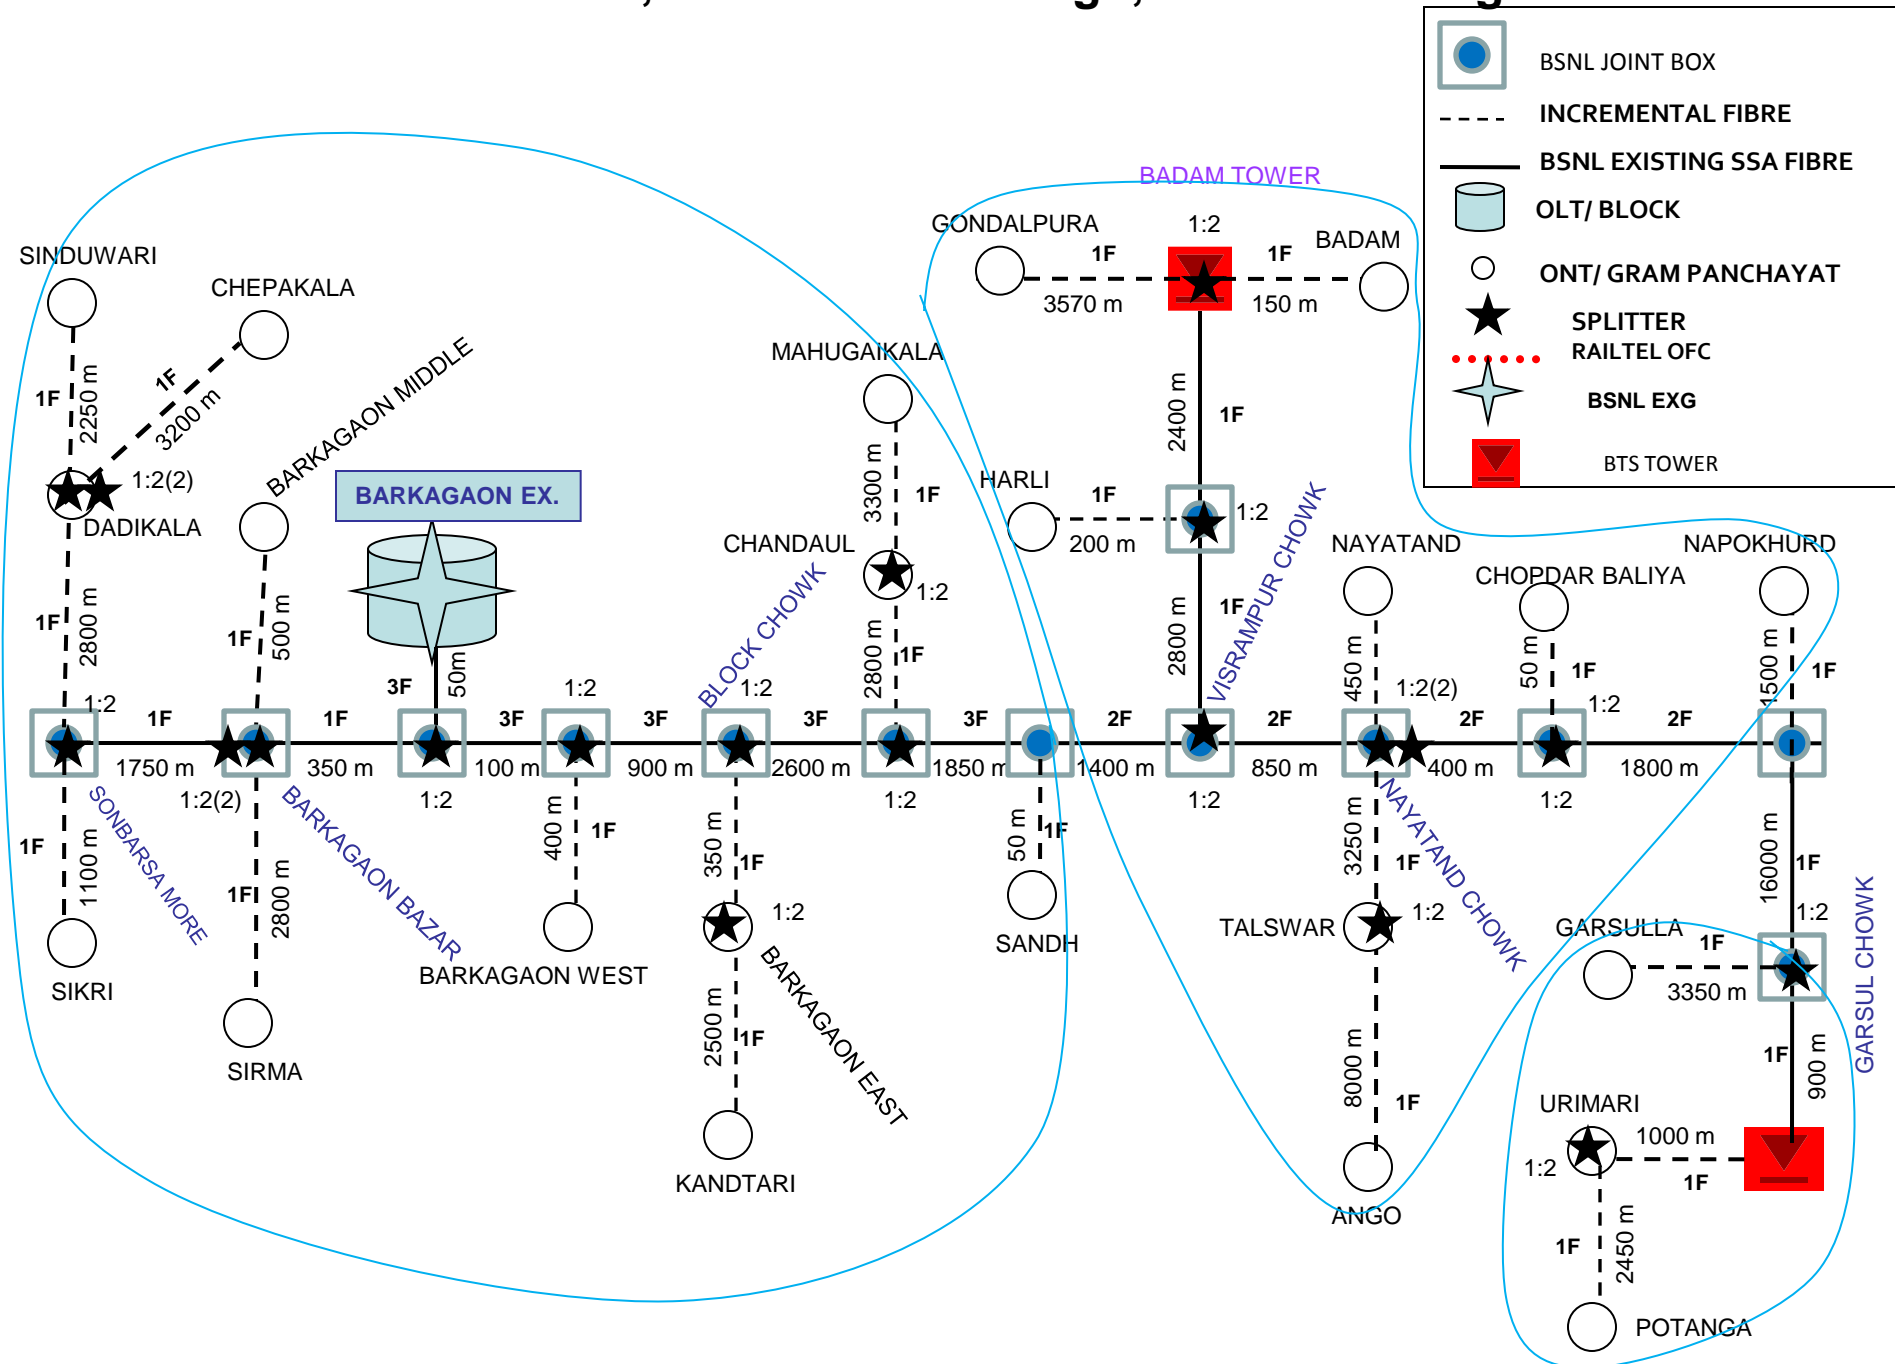 BSNL JOINT BOX
INCREMENTAL FIBRE
BSNL EXISTING SSA FIBRE
OLT/ BLOCK
ONT/ GRAM PANCHAYAT
SPLITTER
RAILTEL OFC
BSNL EXG
BTS TOWER
BADAM TOWER
GONDALPURA
1:2
BADAM
1F
1F
3570 m
150 m
SINDUWARI
CHEPAKALA
1F
2250 m
1F
3200 m
BARKAGAON MIDDLE
MAHUGAIKALA
2400 m
1F
1:2(2)
DADIKALA
BARKAGAON EX.
3300 m
1F
HARLI
1F
200 m
1:2
CHANDAUL
1:2
BLOCK CHOWK
VISRAMPUR CHOWK
NAYATAND
CHOPDAR BALIYA
NAPOKHURD
1F
2800 m
1F
500 m
3F
50m
2800 m
1F
2800 m
1F
450 m
1:2(2)
50 m
1F
1:2
1500 m
1F
1:2
1:2
1:2
1F
1F
3F
3F
3F
3F
2F
2F
2F
2F
1750 m
350 m
100 m
900 m
2600 m
1850 m
1400 m
850 m
400 m
1800 m
1:2(2)
1:2
1:2
1:2
1:2
SONBARSA MORE
BARKAGAON BAZAR
NAYATAND CHOWK
GARSUL CHOWK
1F
1100 m
1F
2800 m
400 m
1F
350 m
1F
50 m
1F
3250 m
1F
16000 m
1F
1:2
BARKAGAON EAST
TALSWAR
1:2
1:2
GARSULLA
1F
3350 m
SIKRI
SIRMA
BARKAGAON WEST
SANDH
2500 m
1F
8000 m
1F
1F
900 m
URIMARI
1000 m
1:2
1F
KANDTARI
ANGO
1F
2450 m
POTANGA